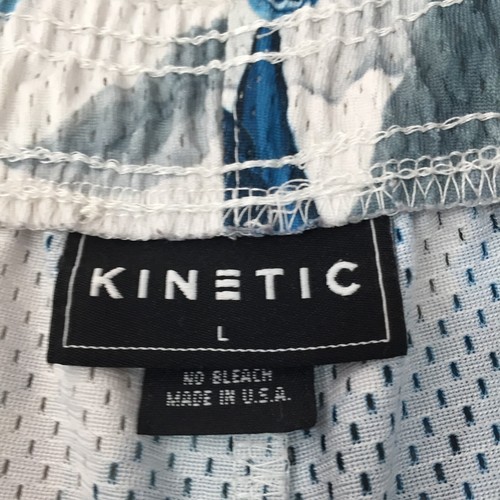 KINETIC
L
NO BLEACH
MADE IN U.S.A.